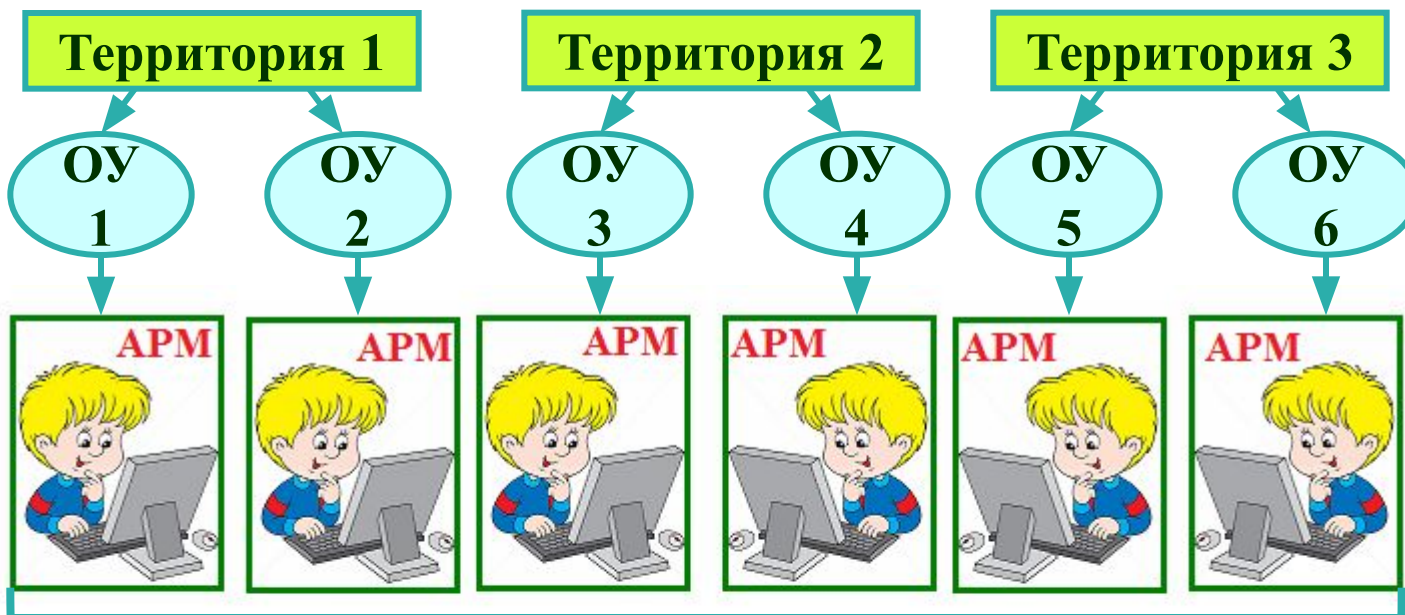 Территория 1
Территория 2
Территория 3
ОУ
1
ОУ
2
ОУ
3
ОУ
4
ОУ
5
ОУ
6
АРМ
АРМ
АРМ
АРМ
АРМ
АРМ